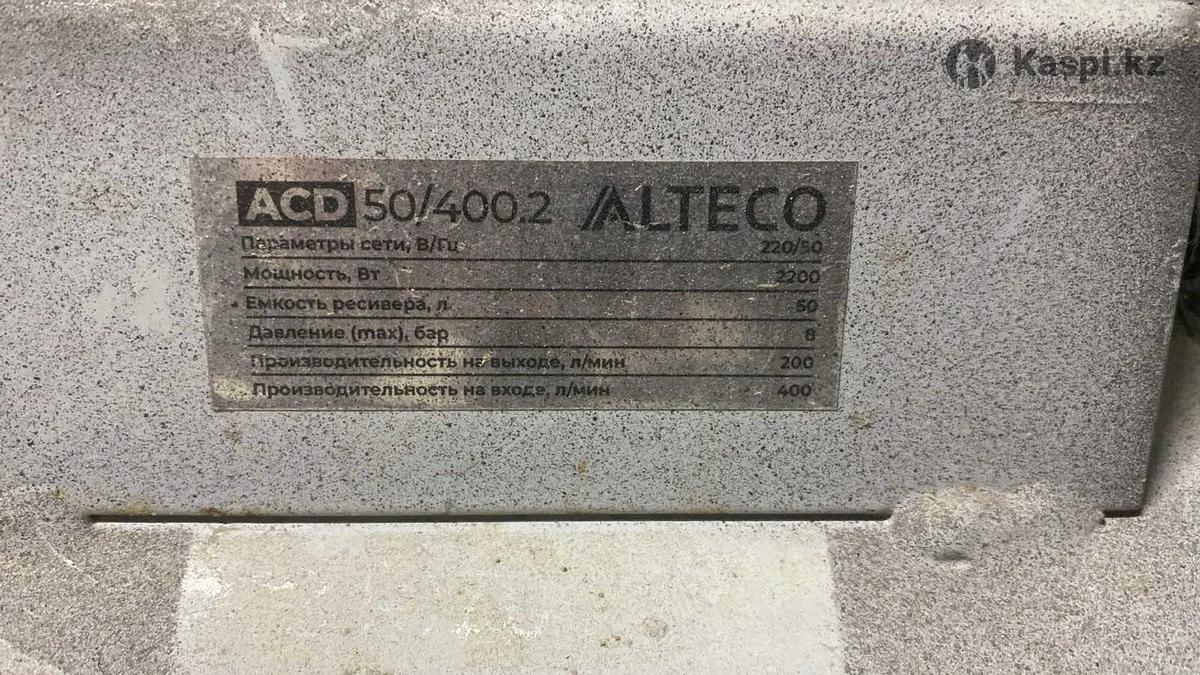 Kaspi.kz
ACD 50/400.2 ALTECO
Параметры сети, В/Гц 220/50
Мощность, Вт 2200
Емкость ресивера, л 50
Давление (max), бар 8
Производительность на выходе, л/мин 200
Производительность на входе, л/мин 400